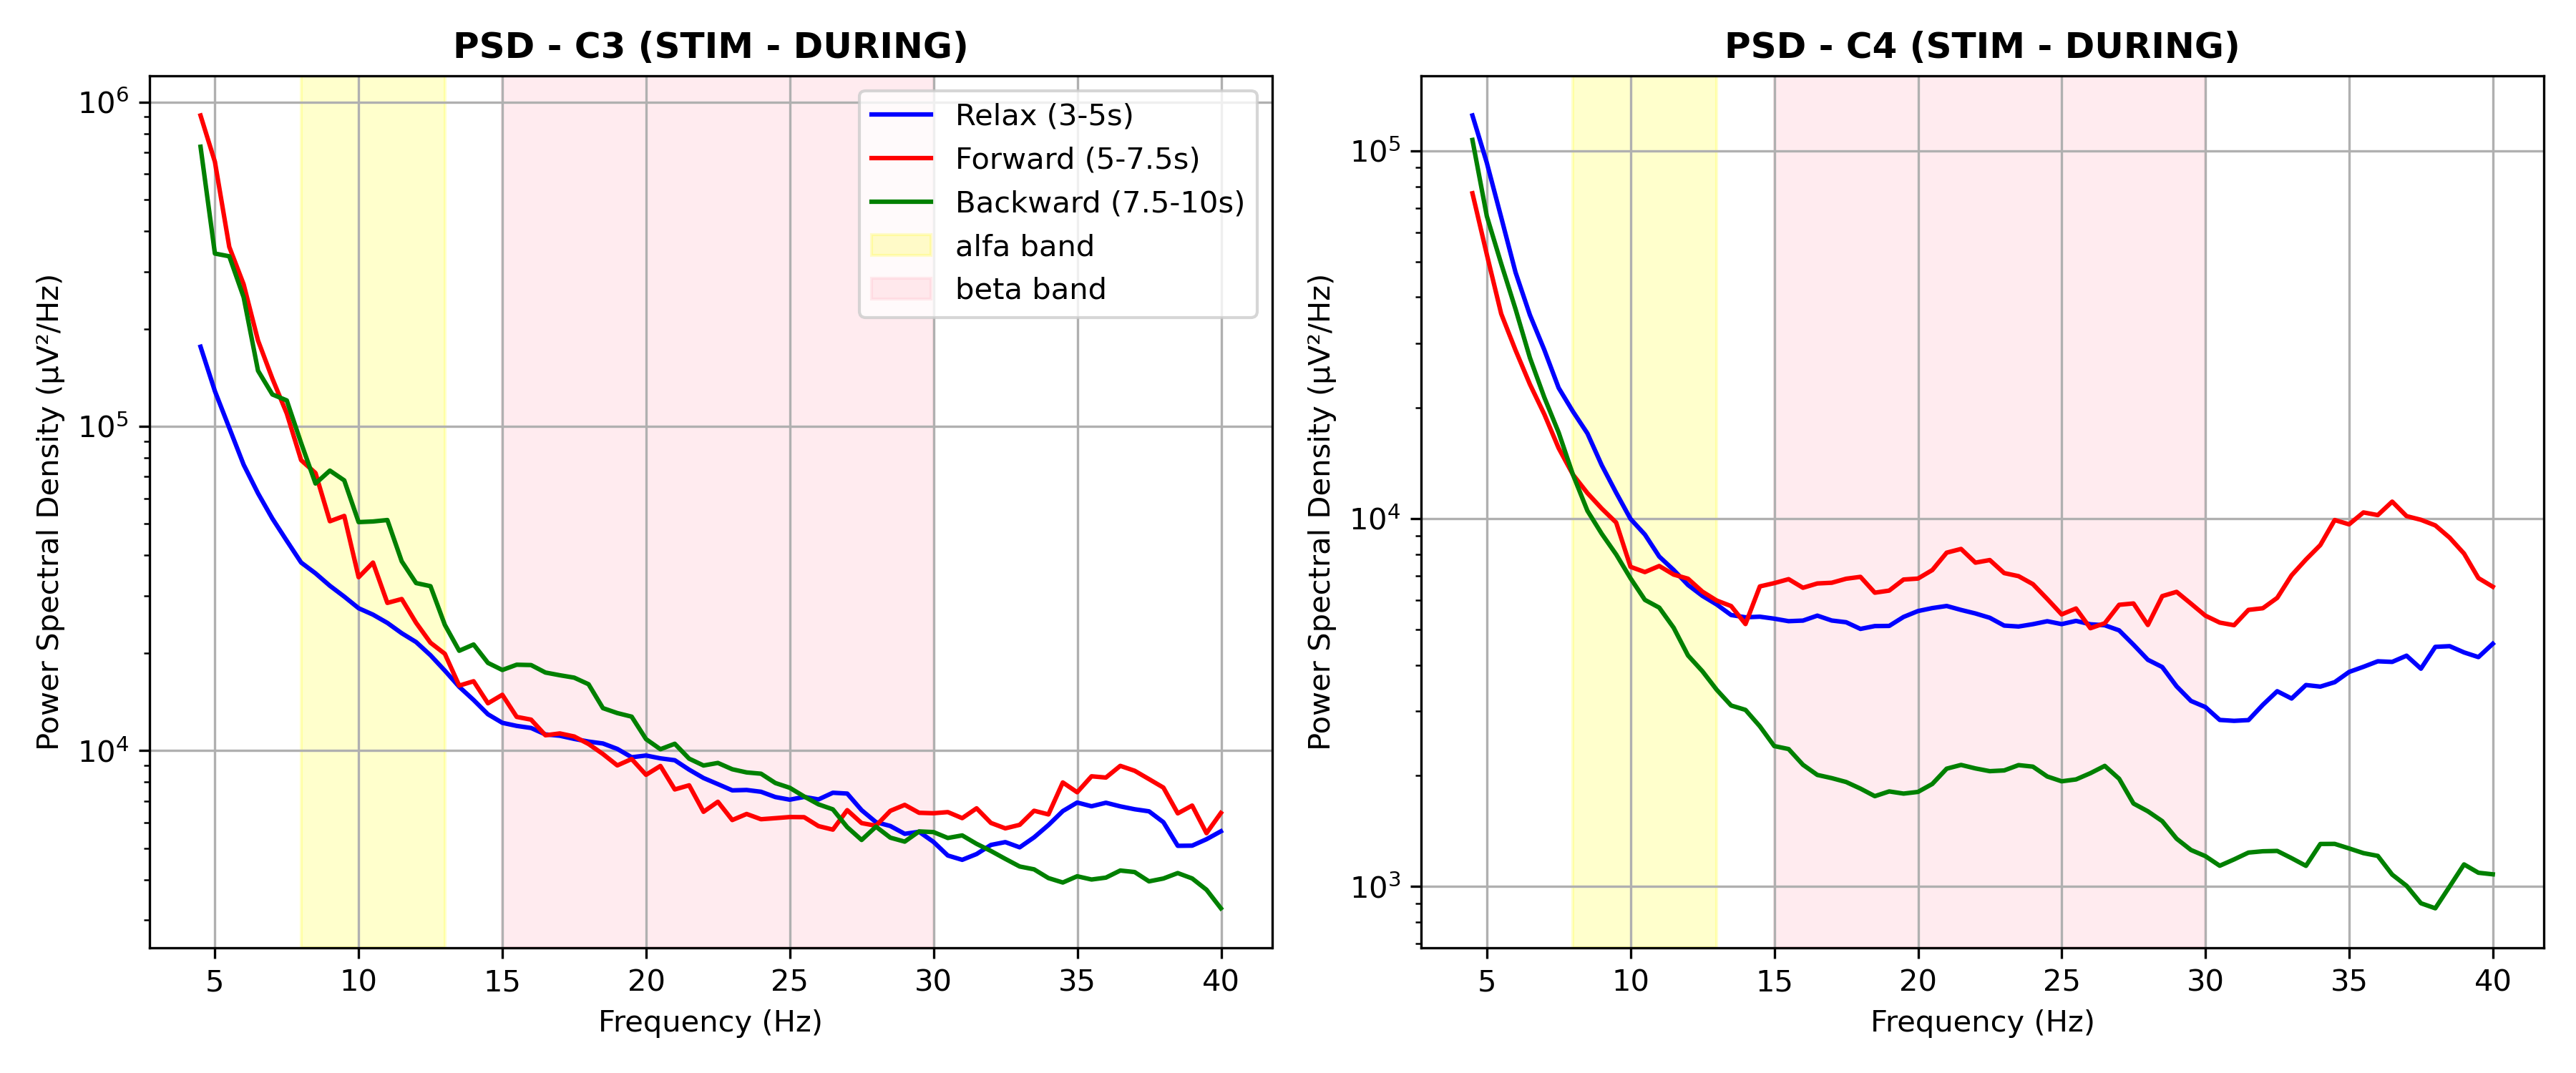 PSD - C3 (STIM - DURING)
10⁶
10⁵
10⁴
Power Spectral Density (µV²/Hz)
5 10 15 20 25 30 35 40
Frequency (Hz)
Relax (3-5s)
Forward (5-7.5s)
Backward (7.5-10s)
alfa band
beta band
PSD - C4 (STIM - DURING)
10⁵
10⁴
10³
Power Spectral Density (µV²/Hz)
5 10 15 20 25 30 35 40
Frequency (Hz)